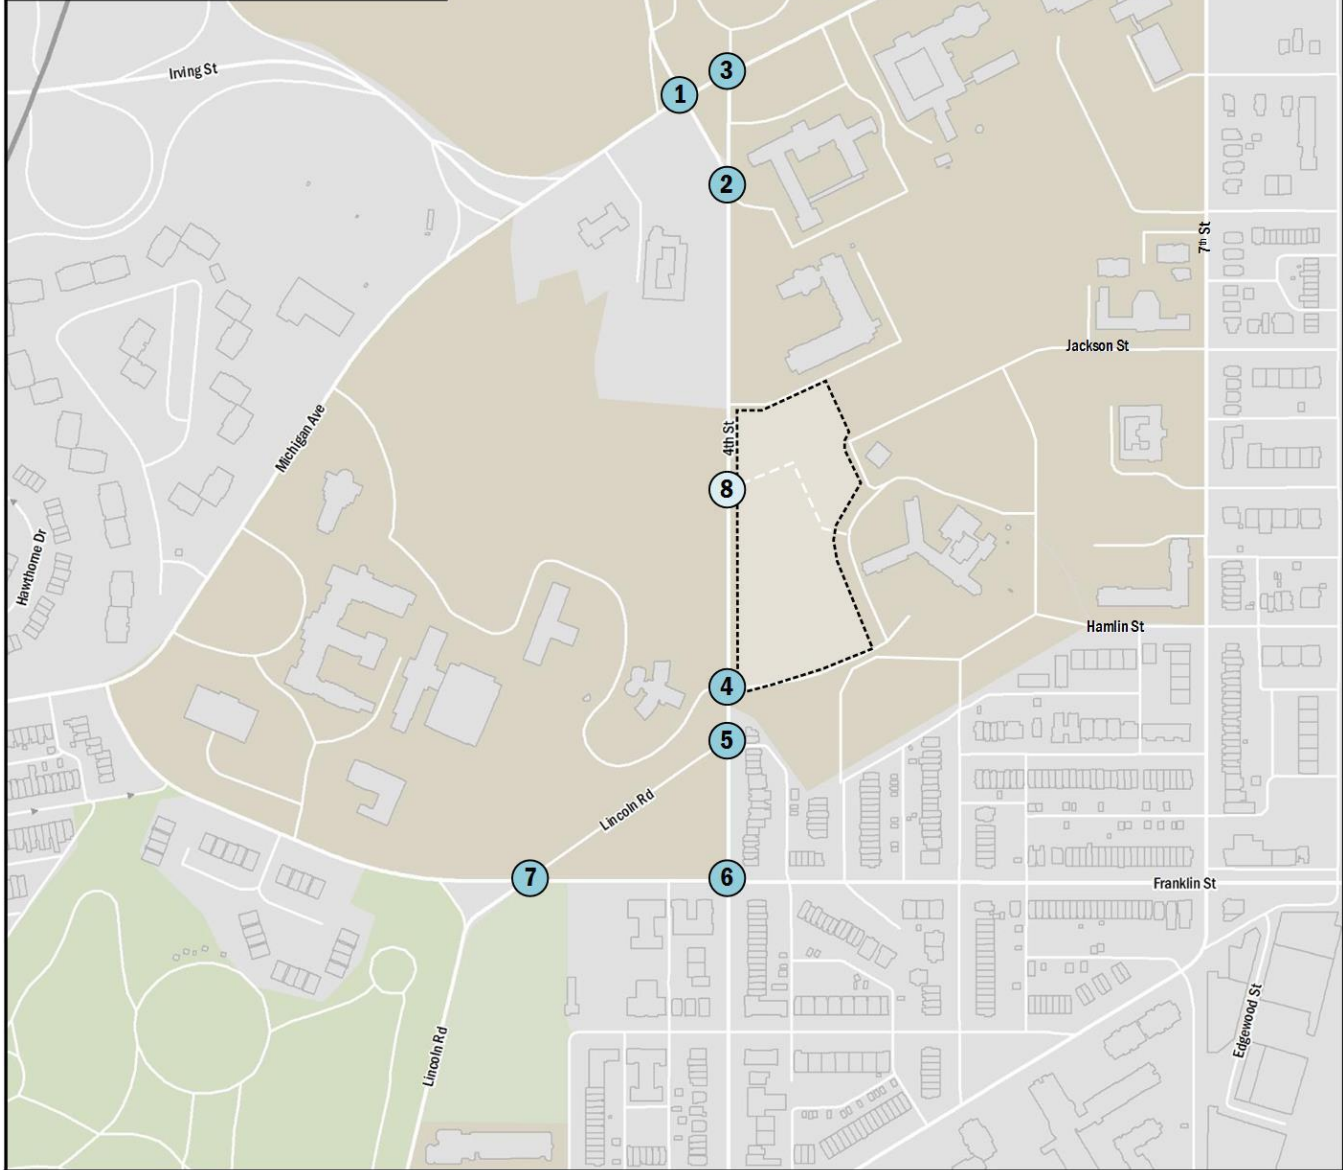 Irving St
3
1
2
7th St
Jackson St
Michigan Ave
4th St
8
Hawthorne Dr
Hamlin St
4
5
Lincoln Rd
7
6
Franklin St
Edgewood St
Lincoln Rd